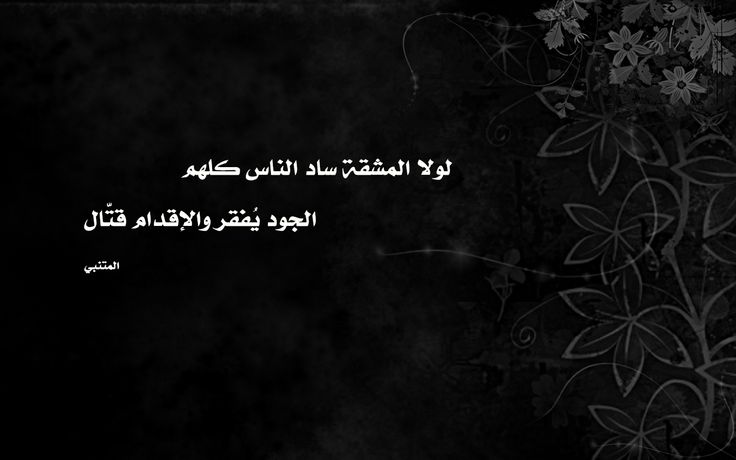 لولا المشقة ساد الناس كلهم
الجود يُفقر والإقدام قتّال
المتنبي